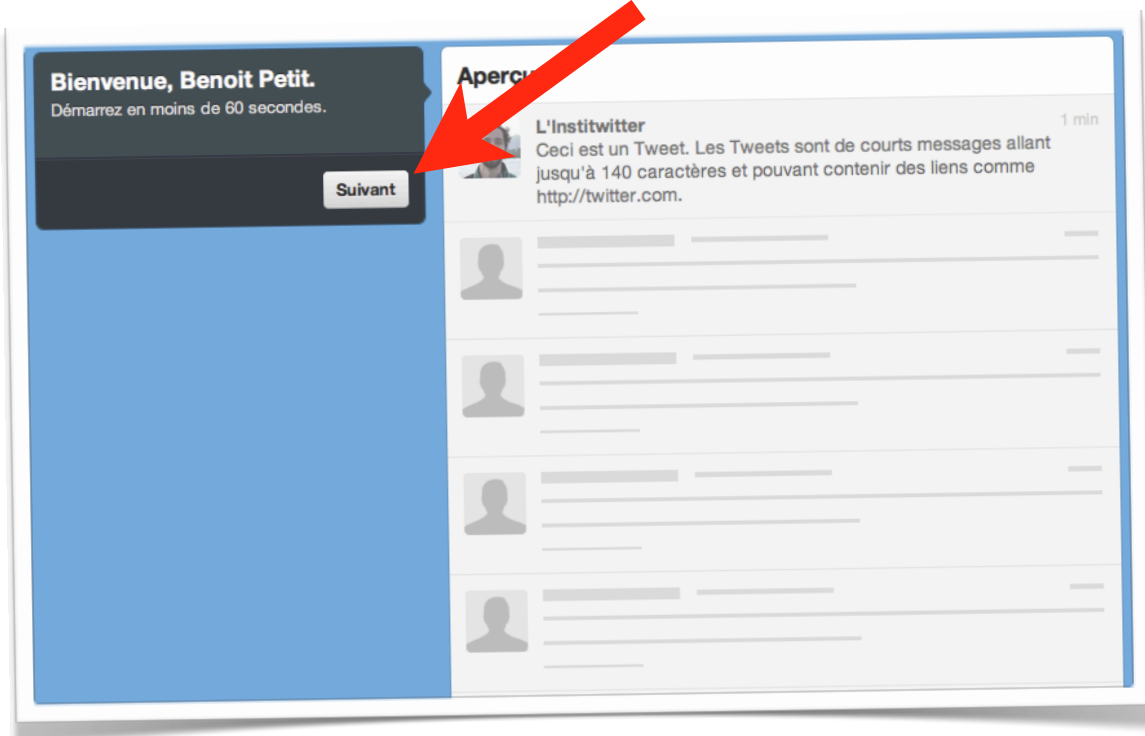 Bienvenue, Benoit Petit.
Démarrez en moins de 60 secondes.
Suivant
L'Institwitter
1 min
Ceci est un Tweet. Les Tweets sont de courts messages allant
jusqu'à 140 caractères et pouvant contenir des liens comme
http://twitter.com.